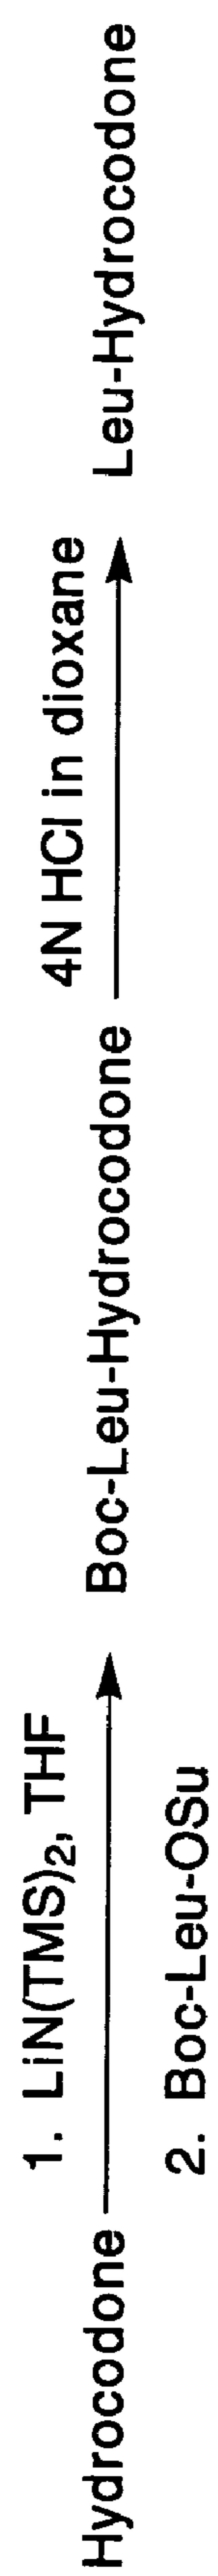 Hydrocodone
1. LiN(TMS)2, THF
2. Boc-Leu-OSu
Boc-Leu-Hydrocodone
4N HCl in dioxane
Leu-Hydrocodone